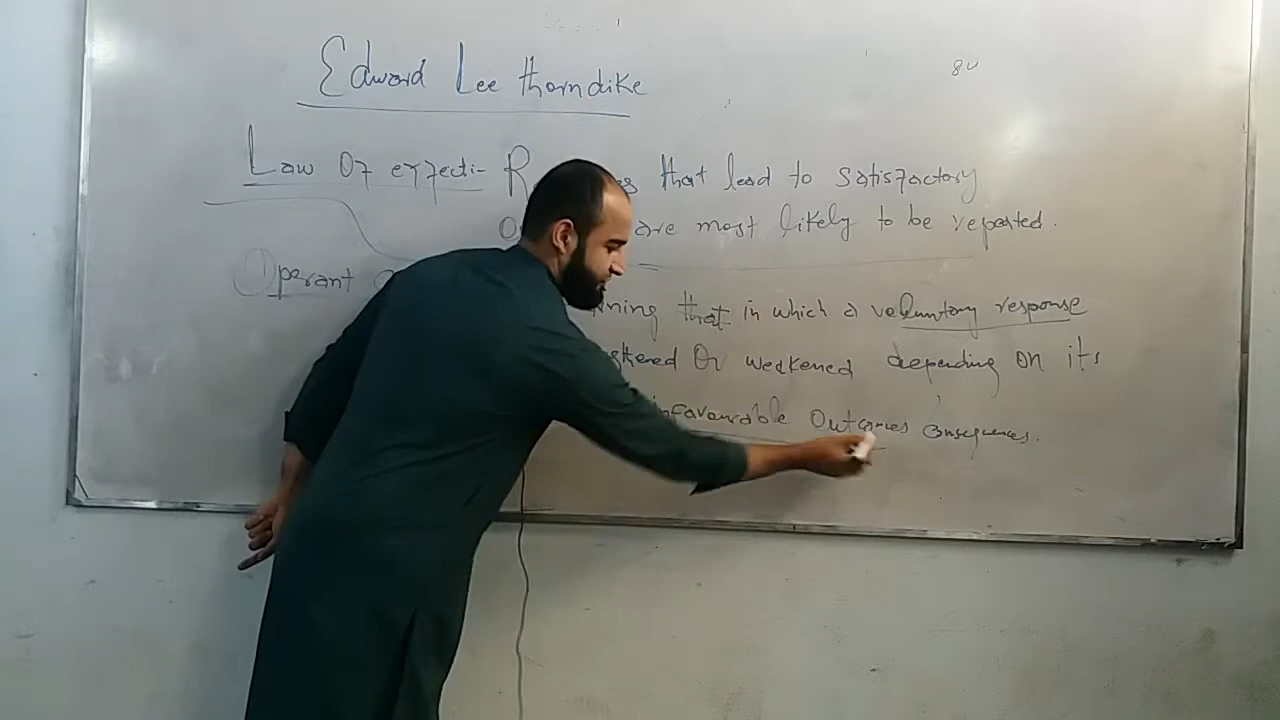 Edward Lee thorndike
84
Law Of effect:- that lead to satisfactory
are most likely to be repeated.
Operant
that in which a voluntary response
Or weakened depending on its
Outcomes consequences.